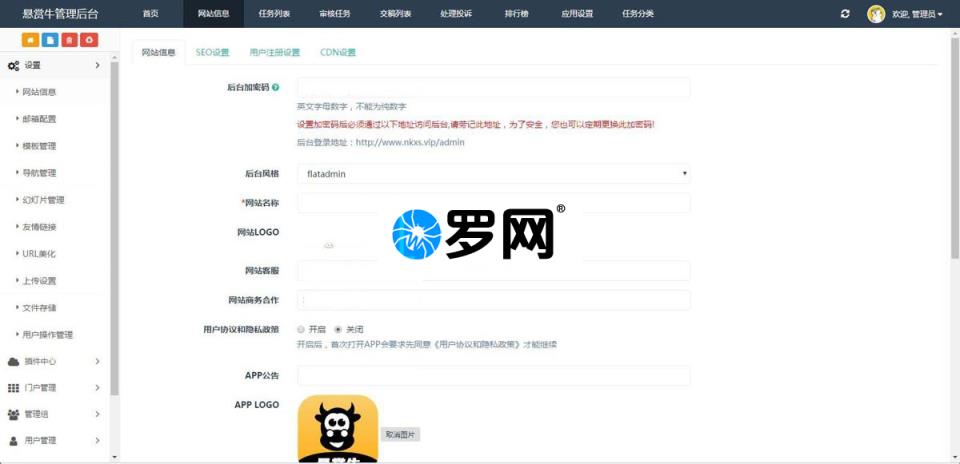 悬赏牛管理后台 首页 网站信息 任务列表 审核任务 交稿列表 处理投诉 排行榜 应用设置 任务分类 欢迎, 管理员
设置
网站信息
邮箱配置
模板管理
导航管理
幻灯片管理
友情链接
URL美化
上传设置
文件存储
用户操作管理
插件中心
门户管理
管理组
用户管理
网站信息 SEO设置 用户注册设置 CDN设置
后台加密码
英文字母数字，不能为纯数字
设置加密码后必须通过以下地址访问后台,请劳记此地址，为了安全，您也可以定期更换此加密码!
后台登录地址：http://www.nkxs.vip/admin
后台风格 flatadmin
*网站名称
网站LOGO
罗网®
网站客服
网站商务合作
用户协议和隐私政策 开启 关闭
开启后，首次打开APP会要求先同意《用户协议和隐私政策》才能继续
APP公告
APP LOGO
取消图片
悬赏牛